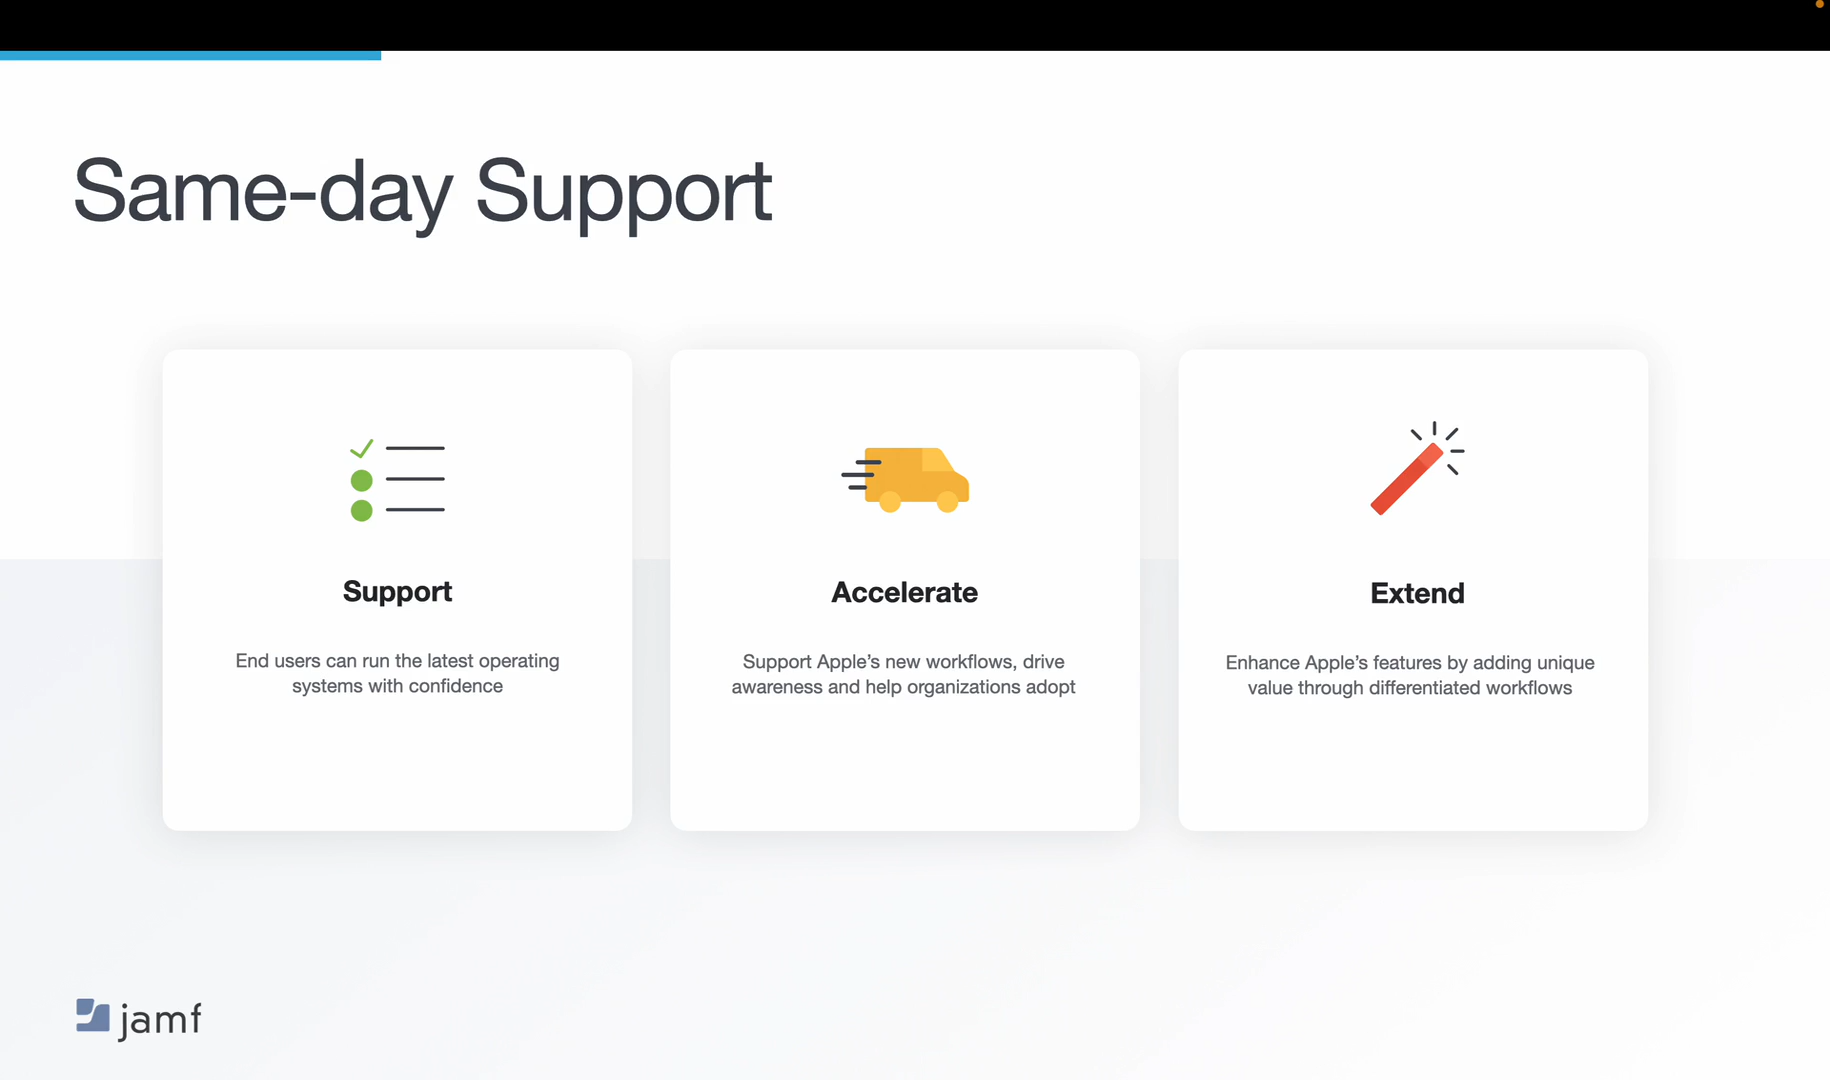 Same-day Support
Support
End users can run the latest operating
systems with confidence
Accelerate
Support Apple’s new workflows, drive
awareness and help organizations adopt
Extend
Enhance Apple’s features by adding unique
value through differentiated workflows
jamf